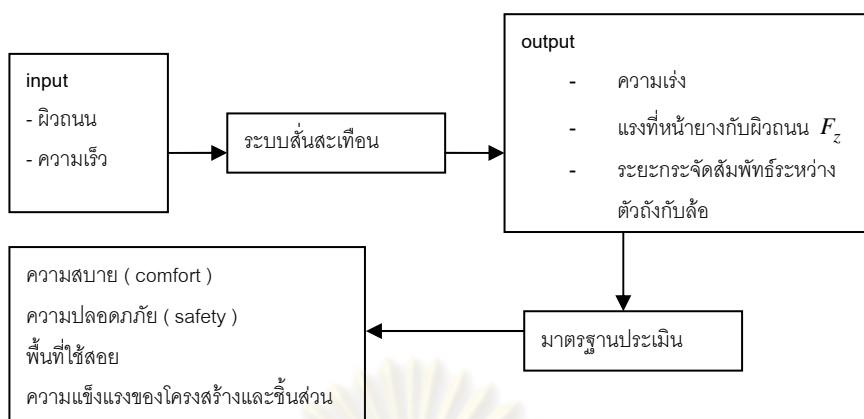 input
- ผิวถนน
- ความเร็ว
ระบบสั่นสะเทือน
output
- ความเร่ง
- แรงที่หน้ายางกับผิวถนน F_z
- ระยะกระจัดสัมพัทธ์ระหว่าง
ตัวถังกับล้อ
มาตรฐานประเมิน
ความสบาย ( comfort )
ความปลอดภภัย ( safety )
พื้นที่ใช้สอย
ความแข็งแรงของโครงสร้างและชิ้นส่วน